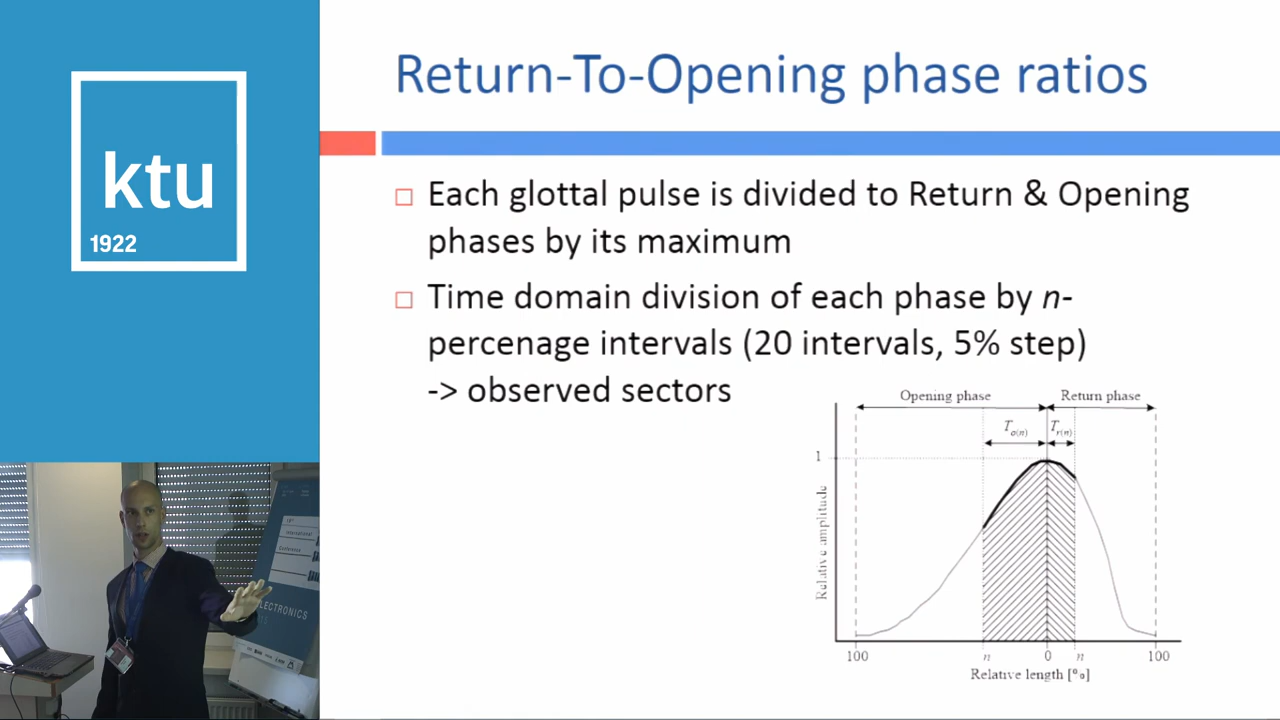 ktu
1922
Return-To-Opening phase ratios
□ Each glottal pulse is divided to Return & Opening
phases by its maximum
□ Time domain division of each phase by n-
percenage intervals (20 intervals, 5% step)
-> observed sectors
Opening phase
Return phase
To(n)
Tr(n)
1
Relative amplitude
100
n
0
n
100
Relative length [%]
International
Conference
ELECTRONICS